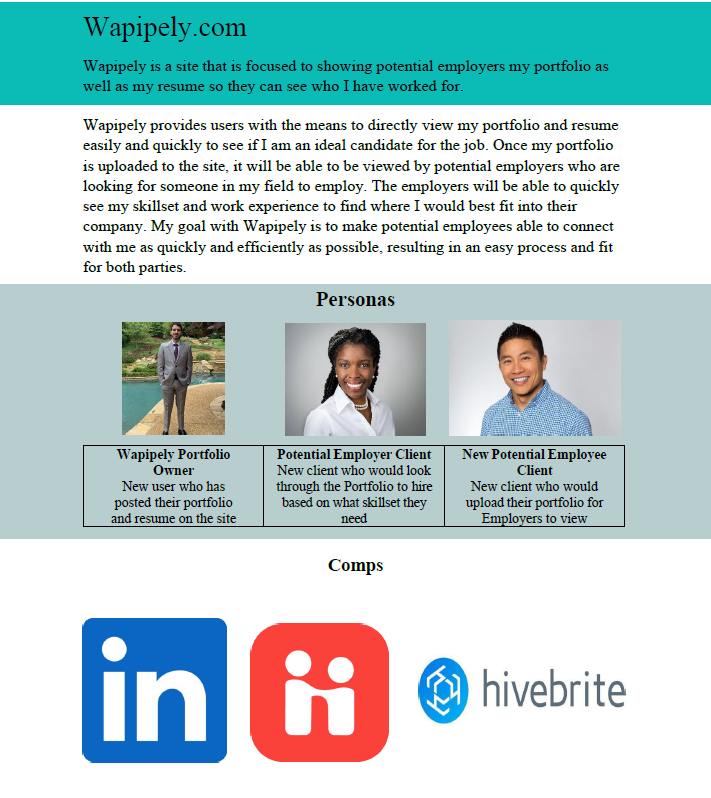 Wapipely.com
Wapipely is a site that is focused to showing potential employers my portfolio as
well as my resume so they can see who I have worked for.
Wapipely provides users with the means to directly view my portfolio and resume
easily and quickly to see if I am an ideal candidate for the job. Once my portfolio
is uploaded to the site, it will be able to be viewed by potential employers who are
looking for someone in my field to employ. The employers will be able to quickly
see my skillset and work experience to find where I would best fit into their
company. My goal with Wapipely is to make potential employees able to connect
with me as quickly and efficiently as possible, resulting in an easy process and fit
for both parties.
Personas
Wapipely Portfolio
Owner
New user who has
posted their portfolio
and resume on the site
Potential Employer Client
New client who would look
through the Portfolio to hire
based on what skillset they
need
New Potential Employee
Client
New client who would
upload their portfolio for
Employers to view
Comps
in
hivebrite